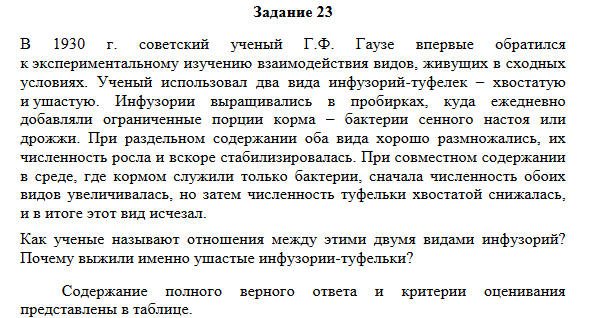 Задание 23
В 1930 г. советский ученый Г.Ф. Гаузе впервые обратился
к экспериментальному изучению взаимодействия видов, живущих в сходных
условиях. Ученый использовал два вида инфузорий-туфелек – хвостатую
и ушастую. Инфузории выращивались в пробирках, куда ежедневно
добавляли ограниченные порции корма – бактерии сенного настоя или
дрожжи. При раздельном содержании оба вида хорошо размножались, их
численность росла и вскоре стабилизировалась. При совместном содержании
в среде, где кормом служили только бактерии, сначала численность обоих
видов увеличивалась, но затем численность туфельки хвостатой снижалась,
и в итоге этот вид исчезал.
Как ученые называют отношения между этими двумя видами инфузорий?
Почему выжили именно ушастые инфузории-туфельки?
Содержание полного верного ответа и критерии оценивания
представлены в таблице.